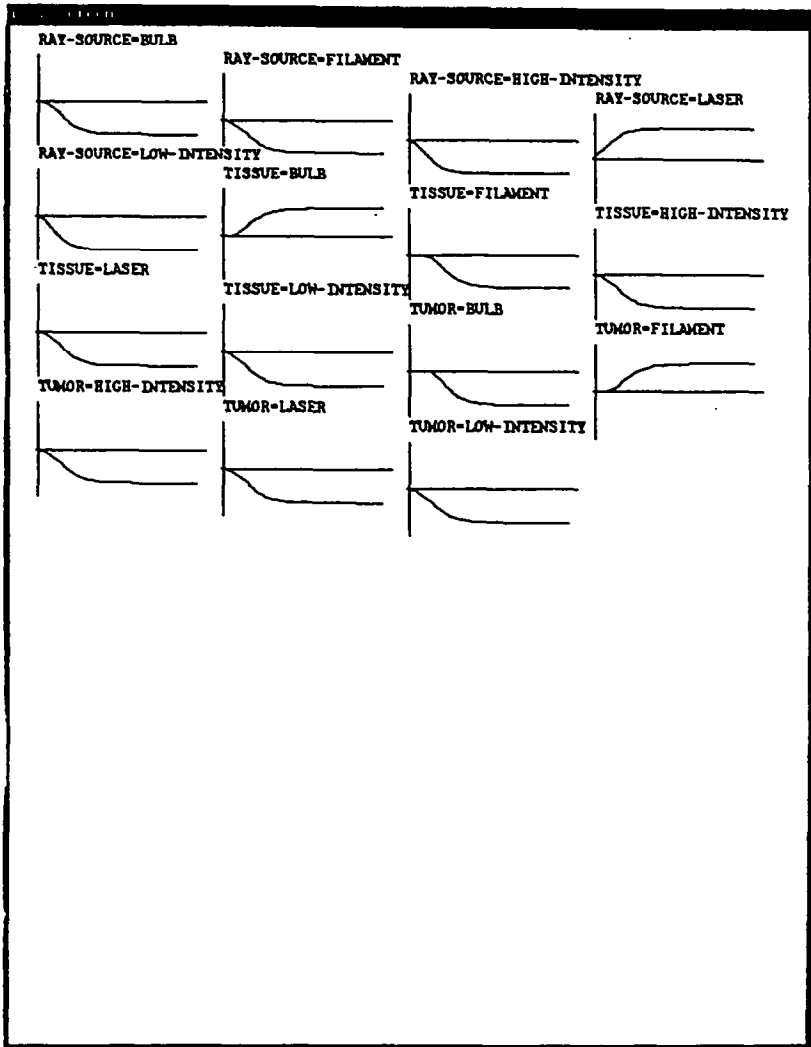 RAY-SOURCE=BULB
RAY-SOURCE=FILAMENT
RAY-SOURCE=HIGH-INTENSITY
RAY-SOURCE=LASER
RAY-SOURCE=LOW-INTENSITY
TISSUE=BULB
TISSUE=FILAMENT
TISSUE=HIGH-INTENSITY
TISSUE=LASER
TISSUE=LOW-INTENSITY
TUMOR=BULB
TUMOR=FILAMENT
TUMOR=HIGH-INTENSITY
TUMOR=LASER
TUMOR=LOW-INTENSITY